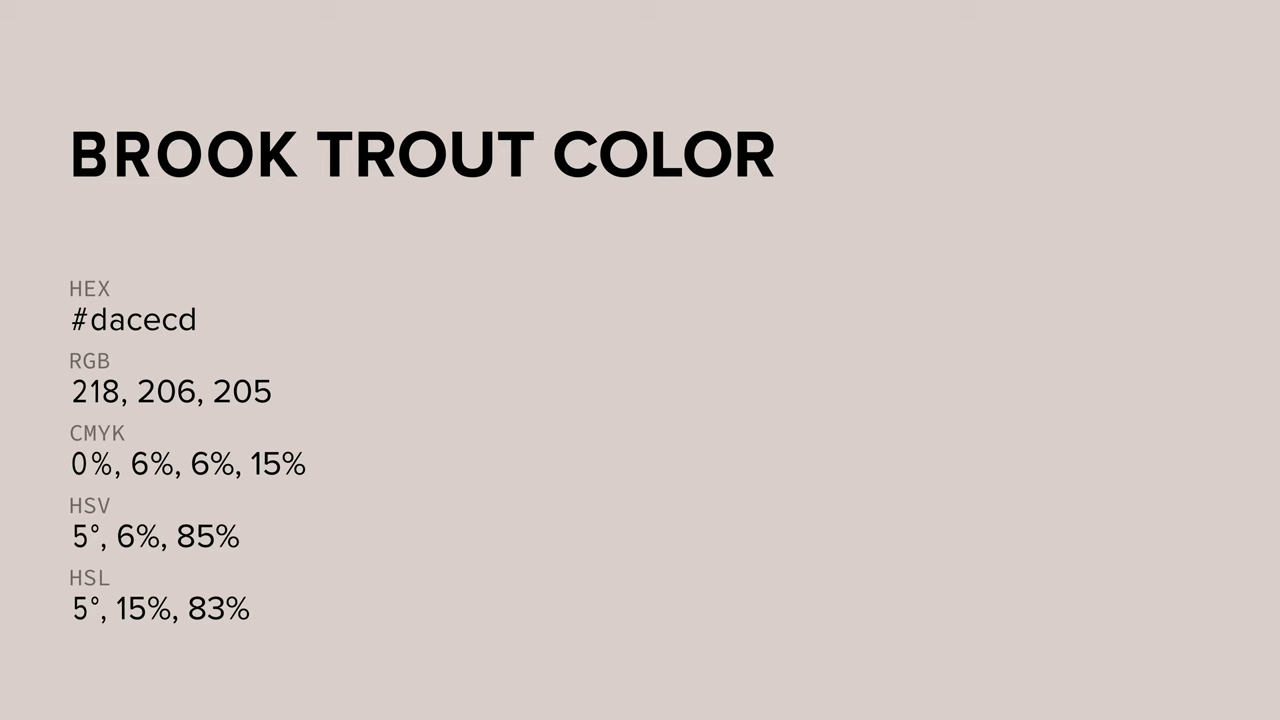 BROOK TROUT COLOR
HEX
#dacecd
RGB
218, 206, 205
CMYK
0%, 6%, 6%, 15%
HSV
5°, 6%, 85%
HSL
5°, 15%, 83%